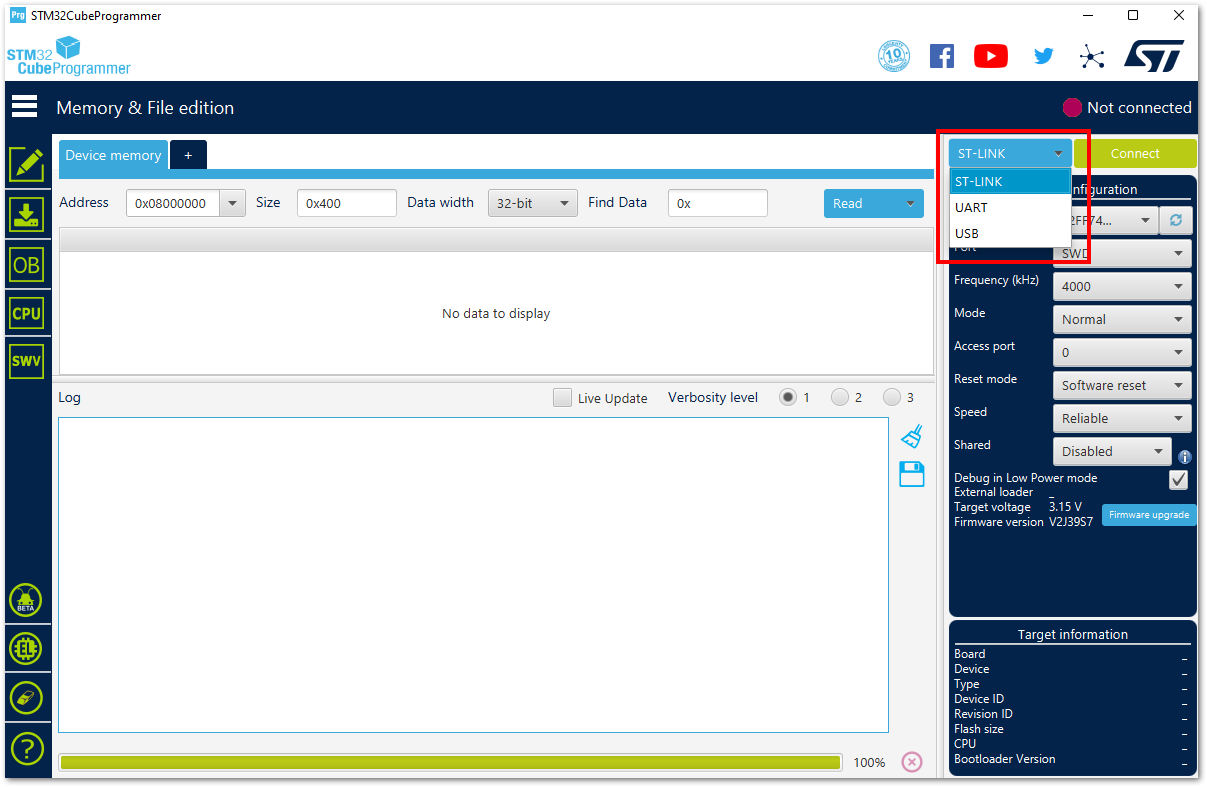 Prg STM32CubeProgrammer
STM32
CubeProgrammer
10 YEARS
Memory & File edition
Not connected
Device memory +
ST-LINK Connect
ST-LINK
UART
USB
Address 0x08000000 Size 0x400 Data width 32-bit Find Data 0x Read
No data to display
OB
CPU
SWV
Log Live Update Verbosity level 1 2 3
100%
BETA
EL
?
nfiguration
2FF74...
Port SWD
Frequency (kHz) 4000
Mode Normal
Access port 0
Reset mode Software reset
Speed Reliable
Shared Disabled
Debug in Low Power mode
External loader _
Target voltage 3.15 V
Firmware version V2J39S7 Firmware upgrade
Target information
Board _
Device _
Type _
Device ID _
Revision ID _
Flash size _
CPU _
Bootloader Version _